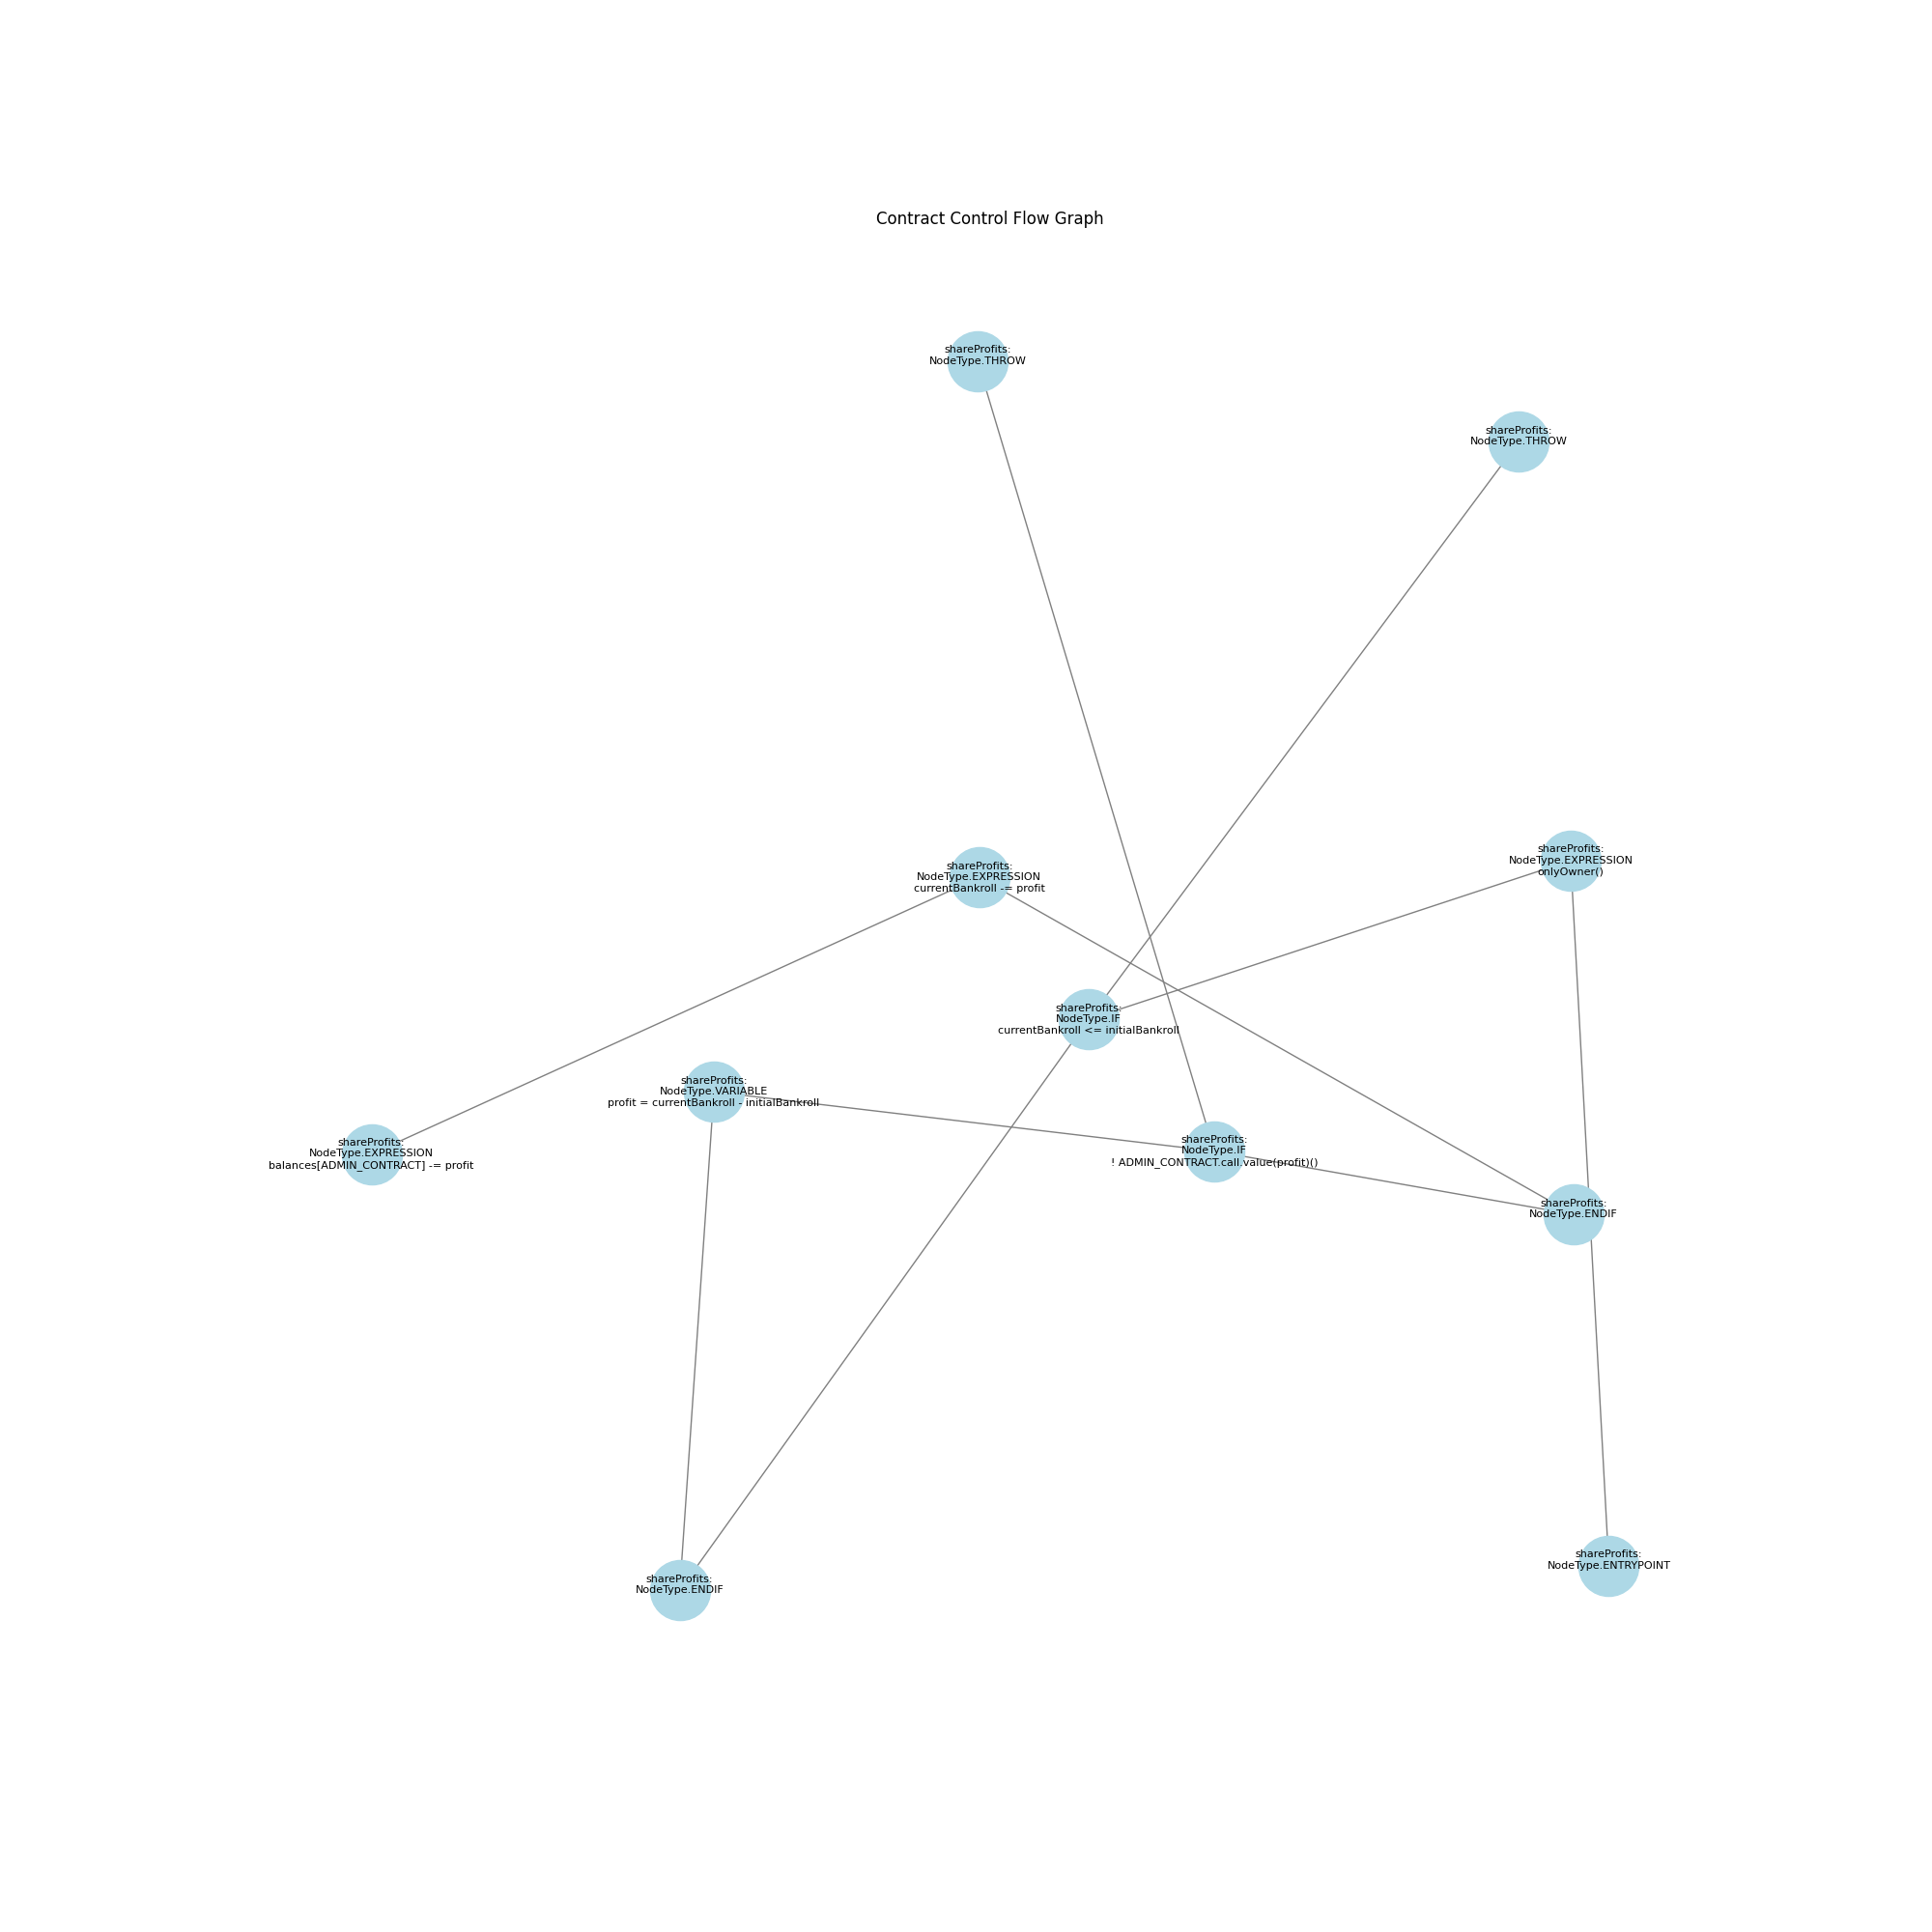 Contract Control Flow Graph
shareProfits:
NodeType.THROW
shareProfits:
NodeType.THROW
shareProfits:
NodeType.EXPRESSION
onlyOwner()
shareProfits:
NodeType.EXPRESSION
currentBankroll -= profit
shareProfits:
NodeType.IF
currentBankroll <= initialBankroll
shareProfits:
NodeType.VARIABLE
profit = currentBankroll - initialBankroll
shareProfits:
NodeType.EXPRESSION
balances[ADMIN_CONTRACT] -= profit
shareProfits:
NodeType.IF
! ADMIN_CONTRACT.call.value(profit)()
shareProfits:
NodeType.ENDIF
shareProfits:
NodeType.ENTRYPOINT
shareProfits:
NodeType.ENDIF